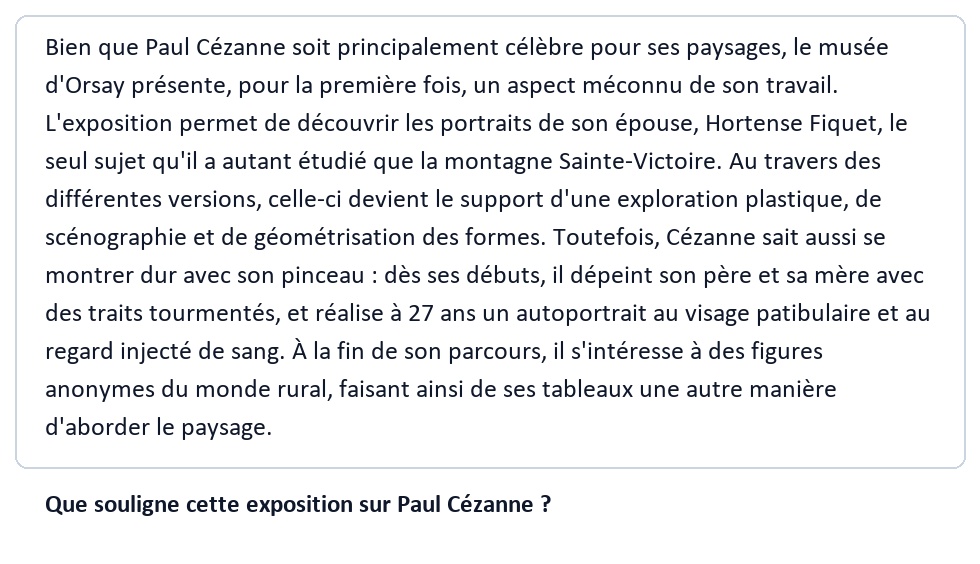 Bien que Paul Cézanne soit principalement célèbre pour ses paysages, le musée
d'Orsay présente, pour la première fois, un aspect méconnu de son travail.
L'exposition permet de découvrir les portraits de son épouse, Hortense Fiquet, le
seul sujet qu'il a autant étudié que la montagne Sainte-Victoire. Au travers des
différentes versions, celle-ci devient le support d'une exploration plastique, de
scénographie et de géométrisation des formes. Toutefois, Cézanne sait aussi se
montrer dur avec son pinceau : dès ses débuts, il dépeint son père et sa mère avec
des traits tourmentés, et réalise à 27 ans un autoportrait au visage patibulaire et au
regard injecté de sang. À la fin de son parcours, il s'intéresse à des figures
anonymes du monde rural, faisant ainsi de ses tableaux une autre manière
d'aborder le paysage.
Que souligne cette exposition sur Paul Cézanne ?